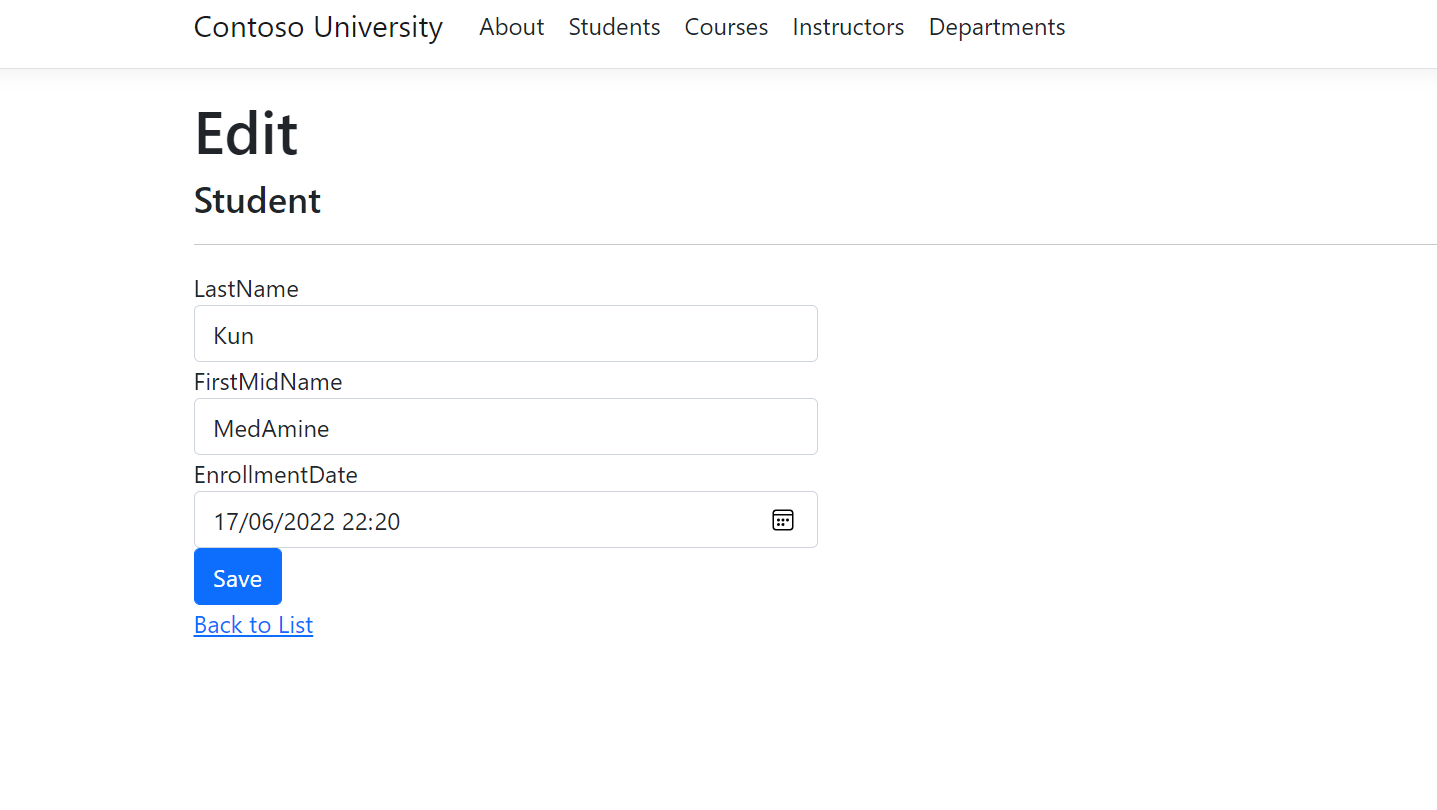 Contoso University About Students Courses Instructors Departments
Edit
Student
LastName
Kun
FirstMidName
MedAmine
EnrollmentDate
17/06/2022 22:20
Save
Back to List